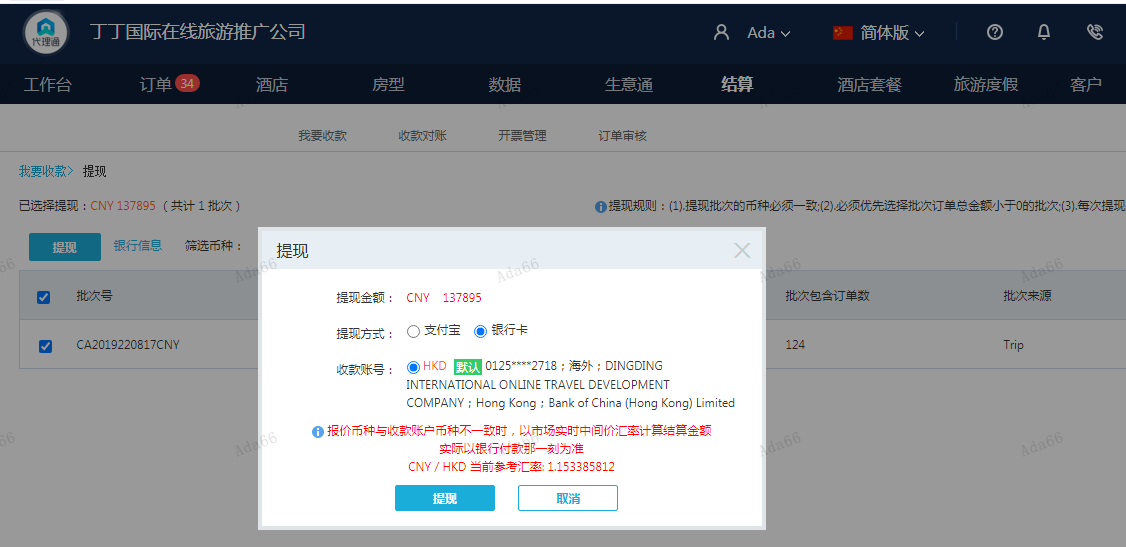 代理通
丁丁国际在线旅游推广公司
Ada
简体版
工作台
订单 34
酒店
房型
数据
生意通
结算
酒店套餐
旅游度假
客户
我要收款
收款对账
开票管理
订单审核
我要收款> 提现
已选择提现：CNY 137895 （ 共计 1 批次 ）
提现规则：(1).提现批次的币种必须一致;(2).必须优先选择批次订单总金额小于0的批次;(3).每次提现
提现
银行信息
筛选币种：
批次号
批次包含订单数
批次来源
CA2019220817CNY
124
Trip
提现
提现金额： CNY 137895
提现方式： 支付宝 银行卡
收款账号： HKD 默认 0125****2718；海外；DINGDING
INTERNATIONAL ONLINE TRAVEL DEVELOPMENT
COMPANY；Hong Kong；Bank of China (Hong Kong) Limited
报价币种与收款账户币种不一致时，以市场实时中间价汇率计算结算金额
实际以银行付款那一刻为准
CNY / HKD 当前参考汇率: 1.153385812
提现
取消
Ada66
Ada66
Ada66
Ada66
Ada66
Ada66
Ada66